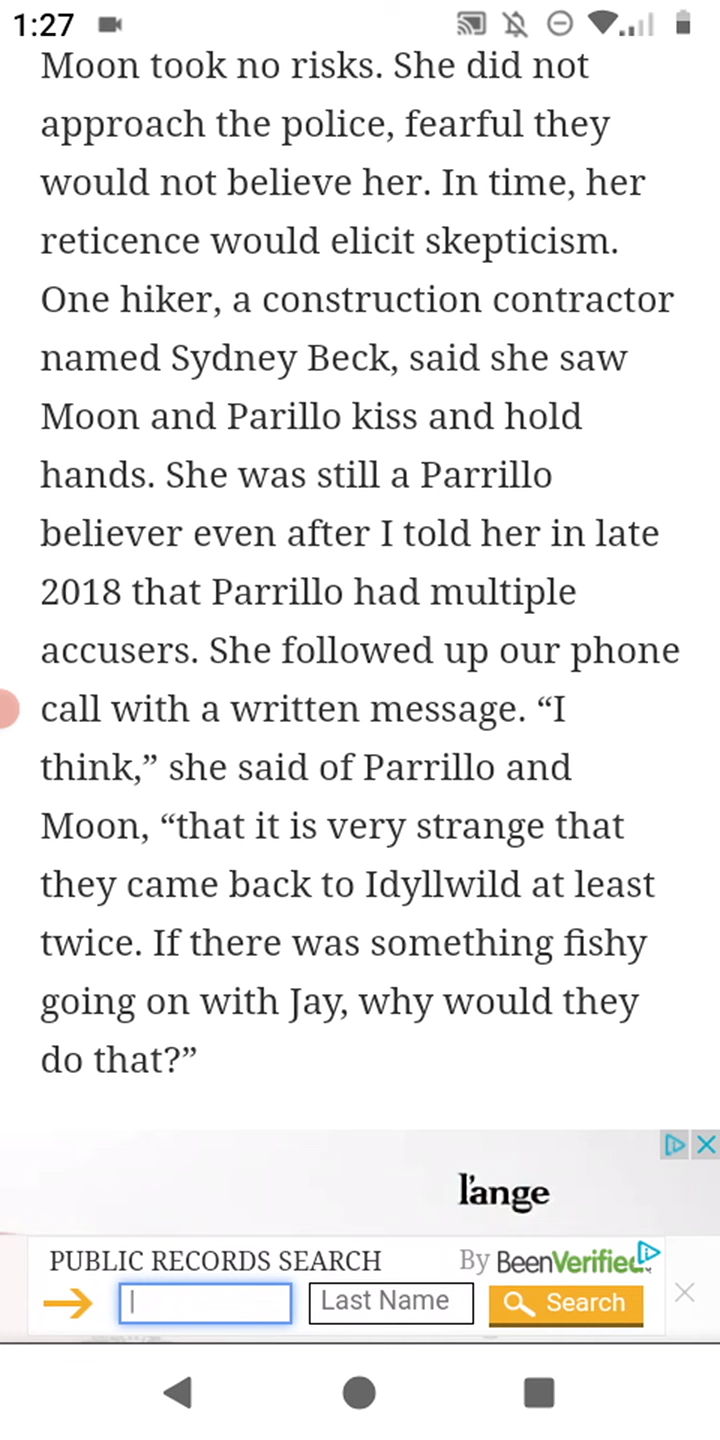 1:27
Moon took no risks. She did not
approach the police, fearful they
would not believe her. In time, her
reticence would elicit skepticism.
One hiker, a construction contractor
named Sydney Beck, said she saw
Moon and Parillo kiss and hold
hands. She was still a Parrillo
believer even after I told her in late
2018 that Parrillo had multiple
accusers. She followed up our phone
call with a written message. “I
think,” she said of Parrillo and
Moon, “that it is very strange that
they came back to Idyllwild at least
twice. If there was something fishy
going on with Jay, why would they
do that?”
l'ange
PUBLIC RECORDS SEARCH By BeenVerified
Last Name Search